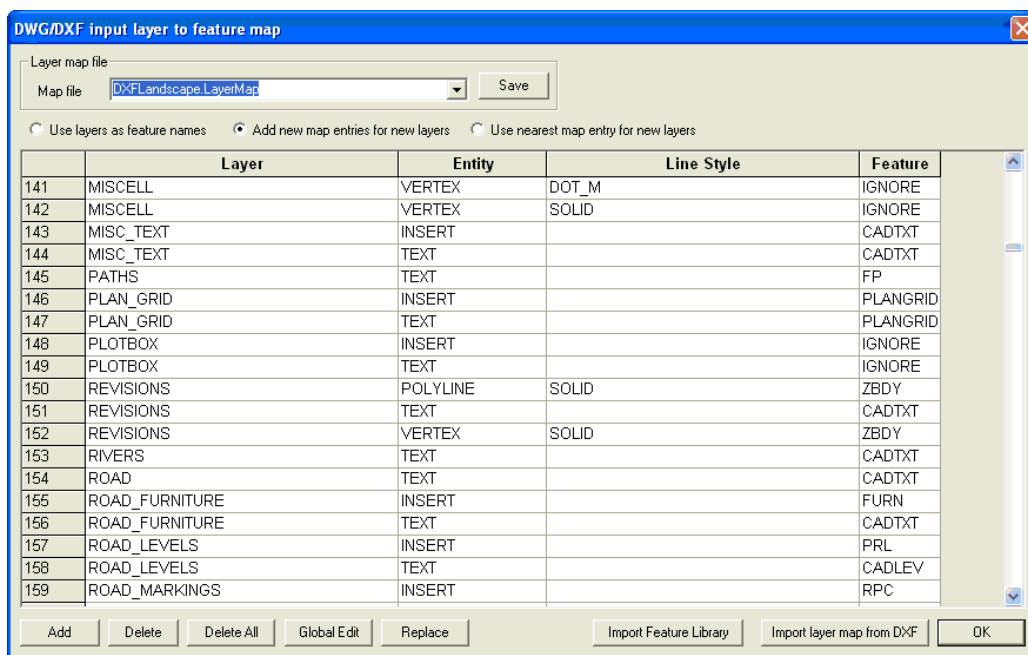 DWG/DXF input layer to feature map
Layer map file
Map file DXFLandscape.LayerMap Save
Use layers as feature names Add new map entries for new layers Use nearest map entry for new layers
Layer Entity Line Style Feature
141 MISCELL VERTEX DOT_M IGNORE
142 MISCELL VERTEX SOLID IGNORE
143 MISC_TEXT INSERT CADTXT
144 MISC_TEXT TEXT CADTXT
145 PATHS TEXT FP
146 PLAN_GRID INSERT PLANGRID
147 PLAN_GRID TEXT PLANGRID
148 PLOTBOX INSERT IGNORE
149 PLOTBOX TEXT IGNORE
150 REVISIONS POLYLINE SOLID ZBDY
151 REVISIONS TEXT CADTXT
152 REVISIONS VERTEX SOLID ZBDY
153 RIVERS TEXT CADTXT
154 ROAD TEXT CADTXT
155 ROAD_FURNITURE INSERT FURN
156 ROAD_FURNITURE TEXT CADTXT
157 ROAD_LEVELS INSERT PRL
158 ROAD_LEVELS TEXT CADLEV
159 ROAD_MARKINGS INSERT RPC
Add Delete Delete All Global Edit Replace Import Feature Library Import layer map from DXF OK